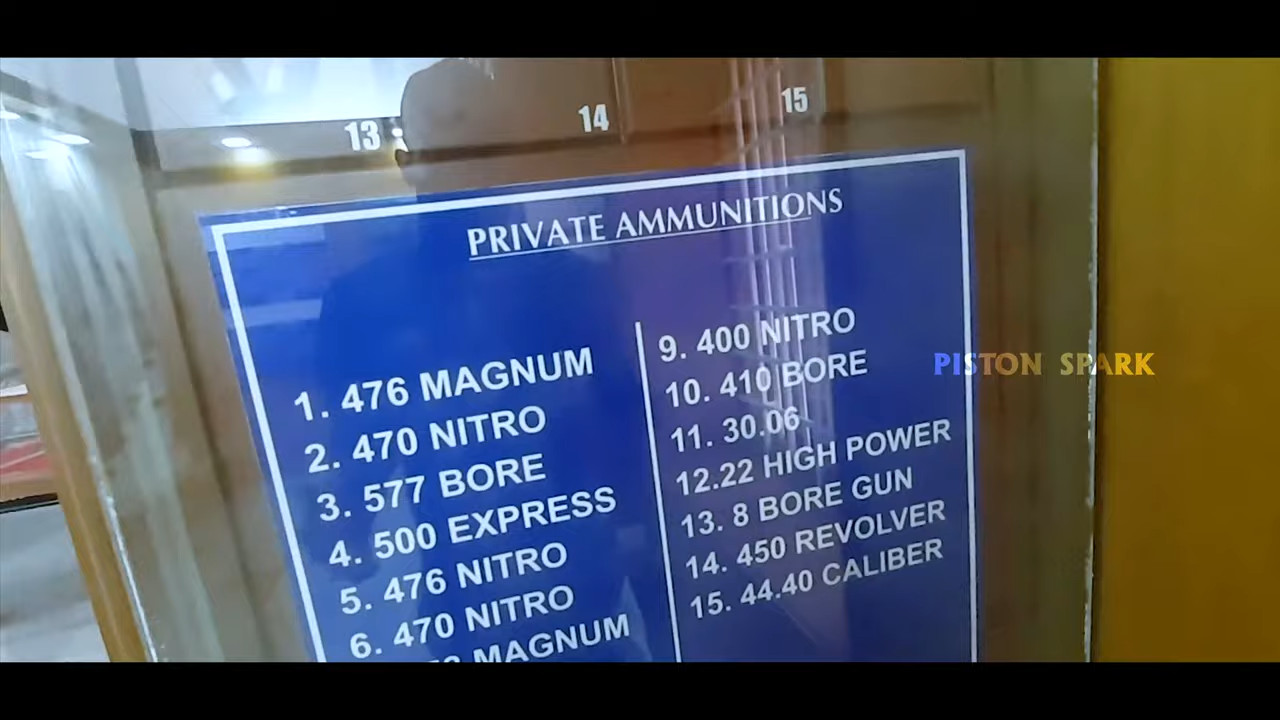 13
14
15
PRIVATE AMMUNITIONS
1. 476 MAGNUM
2. 470 NITRO
3. 577 BORE
4. 500 EXPRESS
5. 476 NITRO
6. 470 NITRO
MAGNUM
9. 400 NITRO
10. 410 BORE
11. 30.06
12.22 HIGH POWER
13. 8 BORE GUN
14. 450 REVOLVER
15. 44.40 CALIBER
PISTON SPARK